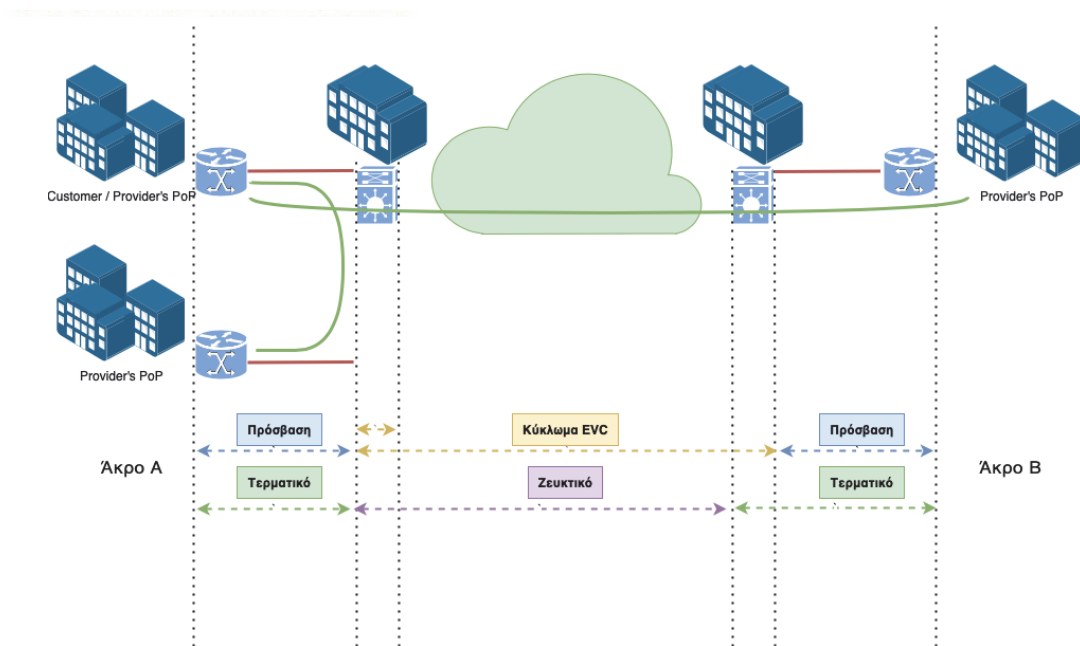 Customer / Provider's PoP
Provider's PoP
Provider's PoP
Πρόσβαση
Κύκλωμα EVC
Πρόσβαση
Άκρο Α
Άκρο Β
Τερματικό
Ζευκτικό
Τερματικό